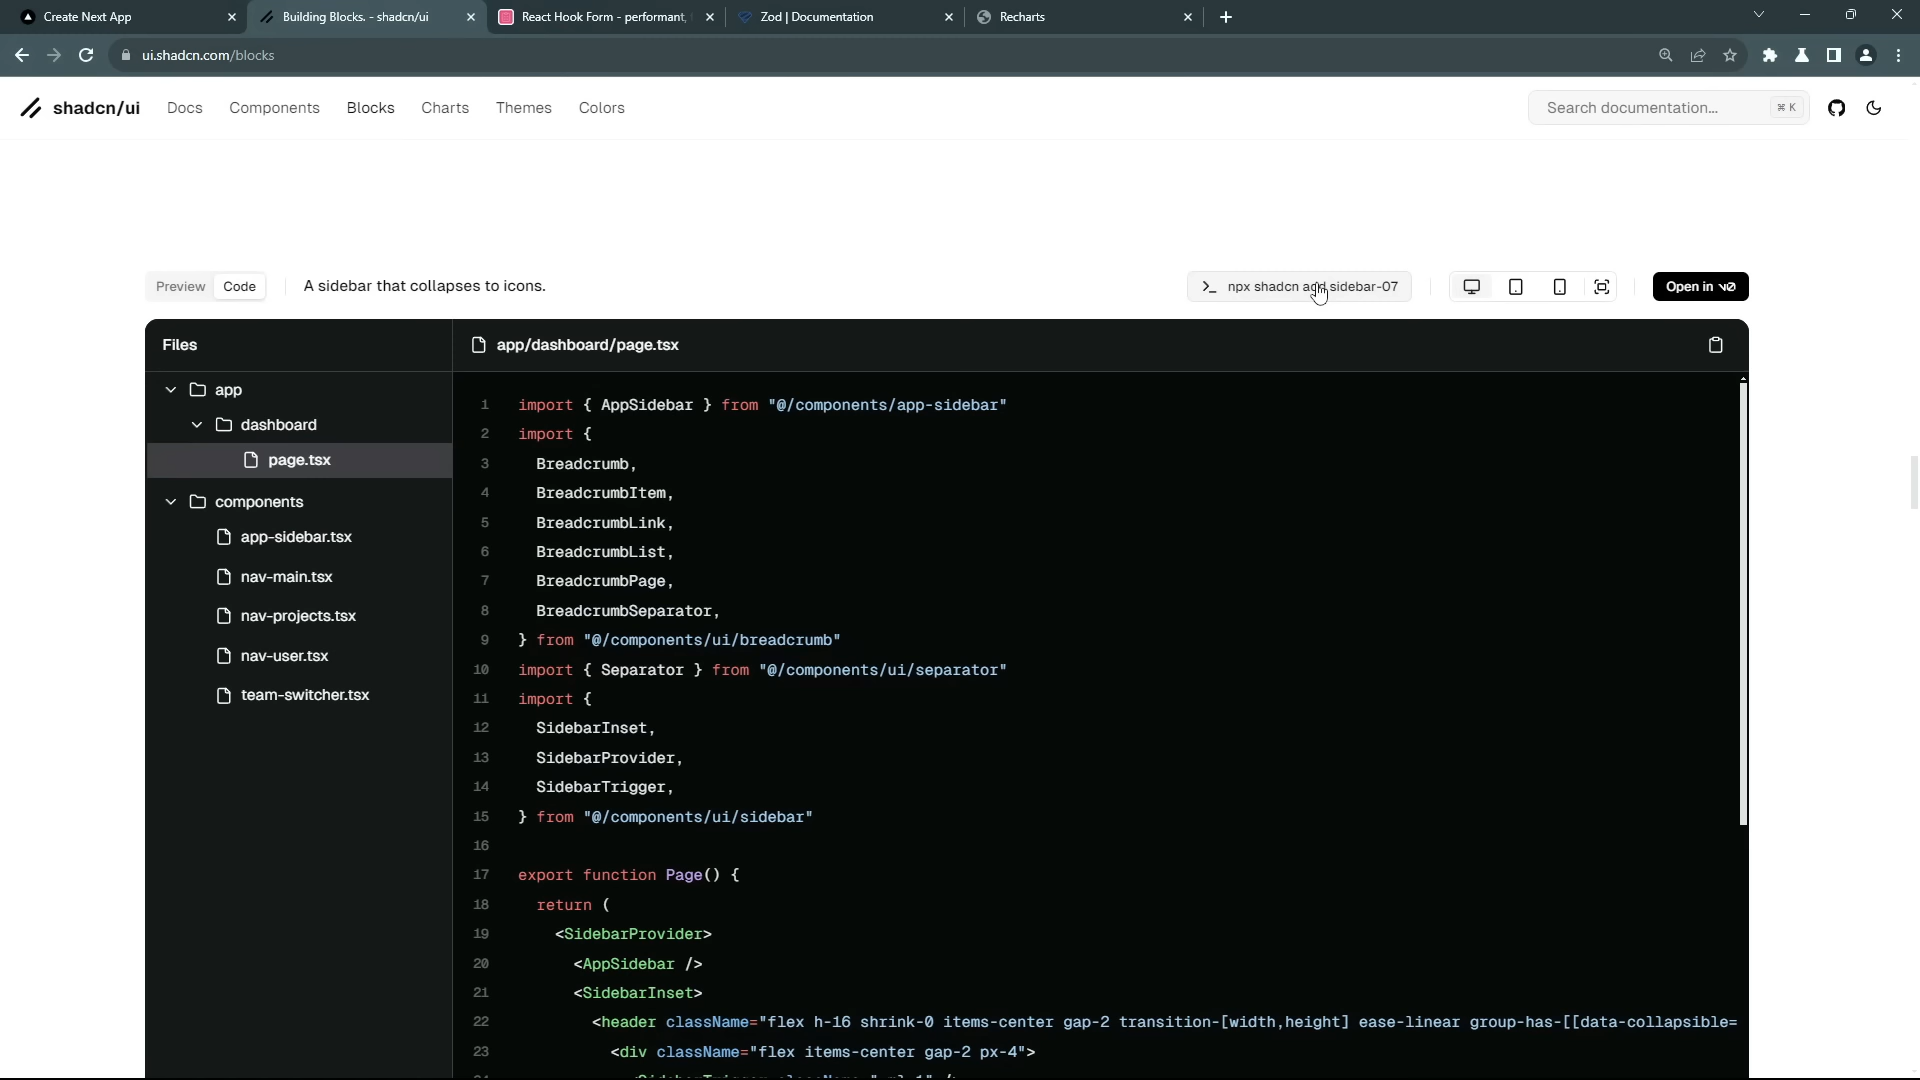 Create Next App
Building Blocks. - shadcn/ui
React Hook Form - performant,
Zod | Documentation
Recharts
ui.shadcn.com/blocks
shadcn/ui
Docs
Components
Blocks
Charts
Themes
Colors
Search documentation...
⌘ K
Preview
Code
A sidebar that collapses to icons.
npx shadcn add sidebar-07
Open in v0
Files
app/dashboard/page.tsx
app
dashboard
page.tsx
components
app-sidebar.tsx
nav-main.tsx
nav-projects.tsx
nav-user.tsx
team-switcher.tsx
1 import { AppSidebar } from "@/components/app-sidebar"
2 import {
3 Breadcrumb,
4 BreadcrumbItem,
5 BreadcrumbLink,
6 BreadcrumbList,
7 BreadcrumbPage,
8 BreadcrumbSeparator,
9 } from "@/components/ui/breadcrumb"
10 import { Separator } from "@/components/ui/separator"
11 import {
12 SidebarInset,
13 SidebarProvider,
14 SidebarTrigger,
15 } from "@/components/ui/sidebar"
16
17 export function Page() {
18 return (
19 <SidebarProvider>
20 <AppSidebar />
21 <SidebarInset>
22 <header className="flex h-16 shrink-0 items-center gap-2 transition-[width,height] ease-linear group-has-[[data-collapsible=
23 <div className="flex items-center gap-2 px-4">